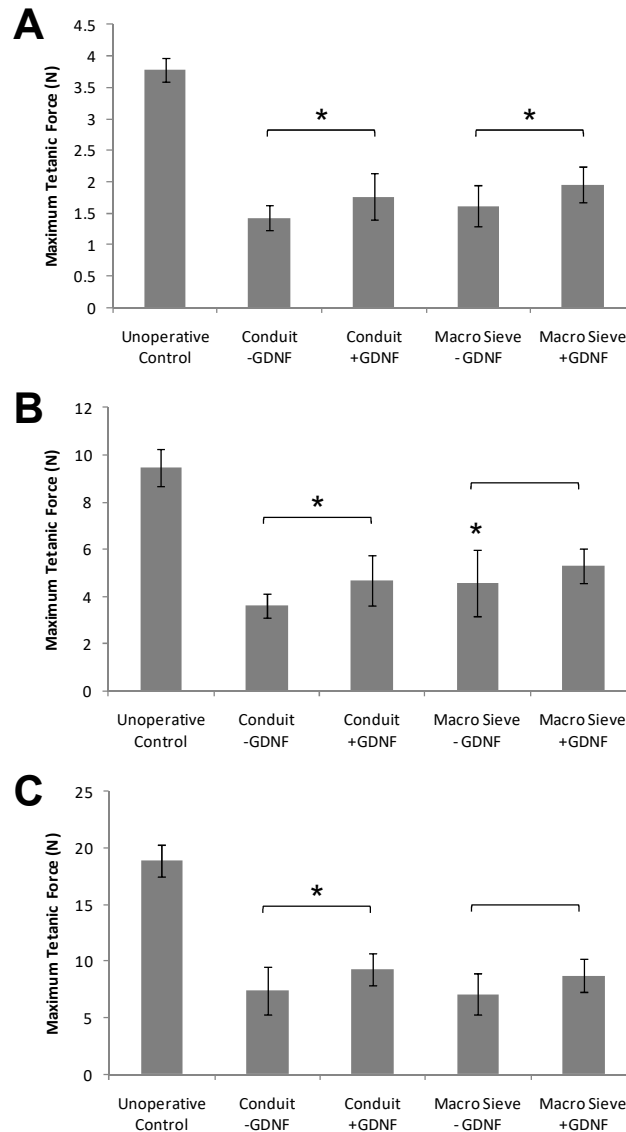 A
Maximum Tetanic Force (N)
4.5
4
3.5
3
2.5
2
1.5
1
0.5
0
*
*
Unoperative Control
Conduit -GDNF
Conduit +GDNF
Macro Sieve - GDNF
Macro Sieve +GDNF
B
Maximum Tetanic Force (N)
12
10
8
6
4
2
0
*
*
Unoperative Control
Conduit -GDNF
Conduit +GDNF
Macro Sieve - GDNF
Macro Sieve +GDNF
C
Maximum Tetanic Force (N)
25
20
15
10
5
0
*
Unoperative Control
Conduit -GDNF
Conduit +GDNF
Macro Sieve - GDNF
Macro Sieve +GDNF